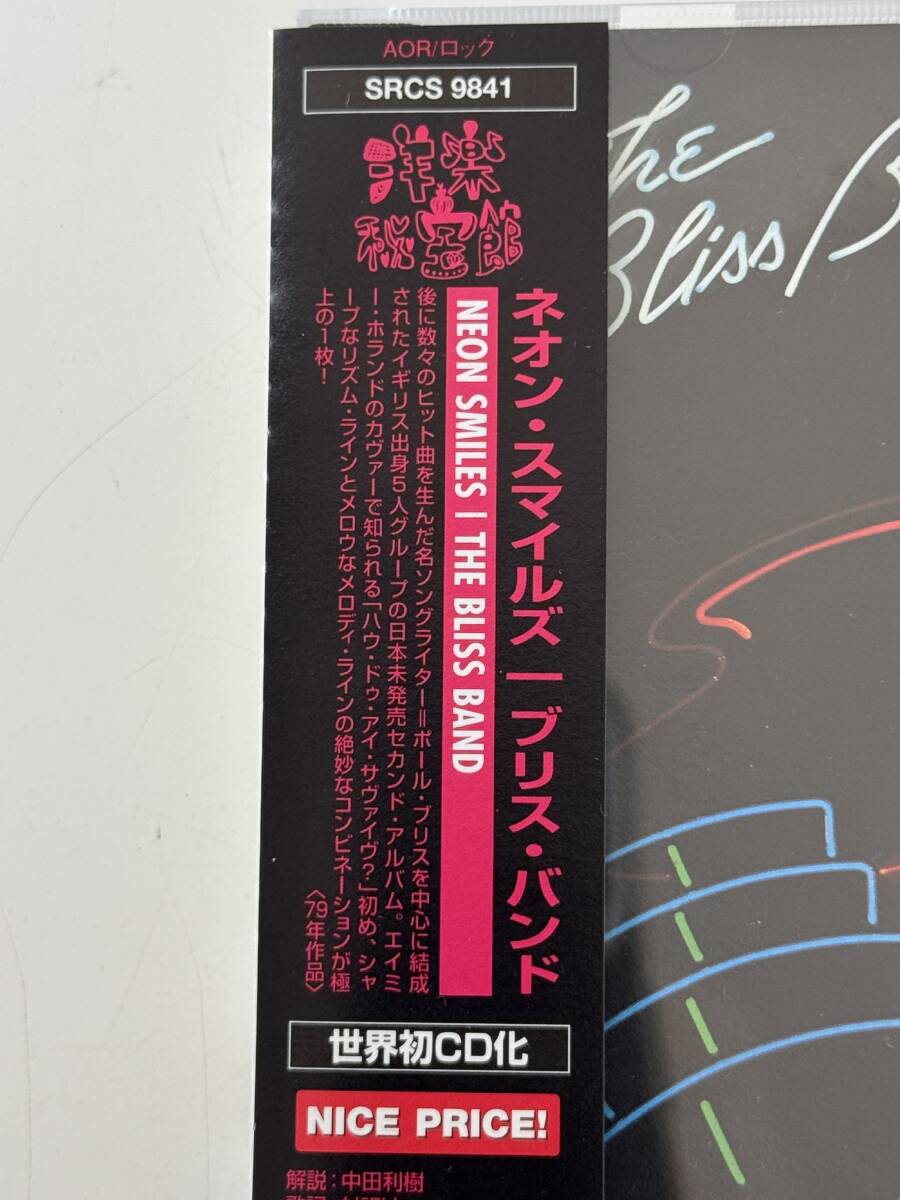 AOR/ロック
SRCS 9841
洋楽
秘宝館
ネオン・スマイルズ | ブリス・バンド
NEON SMILES | THE BLISS BAND
後に数々のヒット曲を生んだ名ソングライター=ポール・ブリスを中心に結成
されたイギリス出身5人グループの日本未発売セカンド・アルバム。エイミ
ー・ホランドのカヴァーで知られる「ハウ・ドゥ・アイ・サヴァイヴ?」初め、シャ
ープなリズム・ラインとメロウなメロディ・ラインの絶妙なコンビネーションが極
上の1枚!
〈79年作品〉
世界初CD化
NICE PRICE!
解説:中田利樹
The
Bliss B